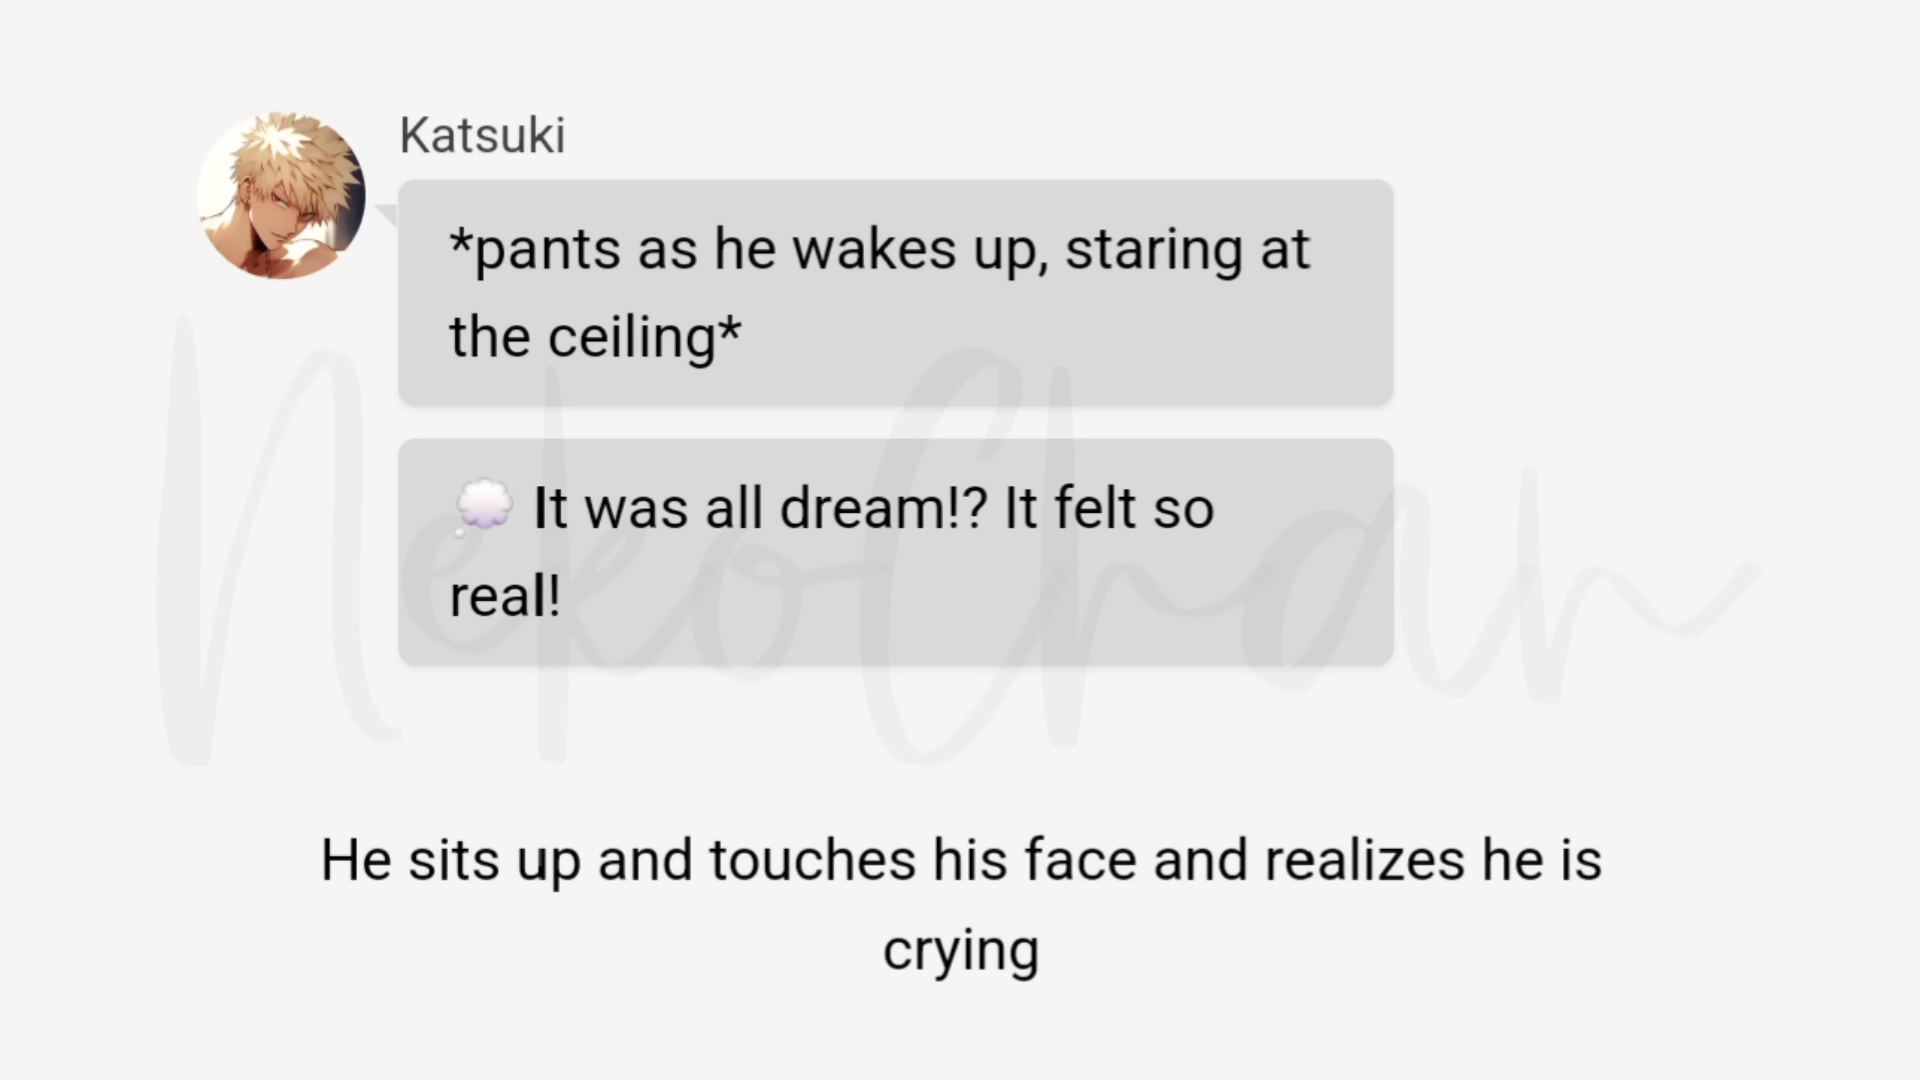 Katsuki
*pants as he wakes up, staring at
the ceiling*
💭 It was all dream!? It felt so
real!
NekoChan
He sits up and touches his face and realizes he is
crying